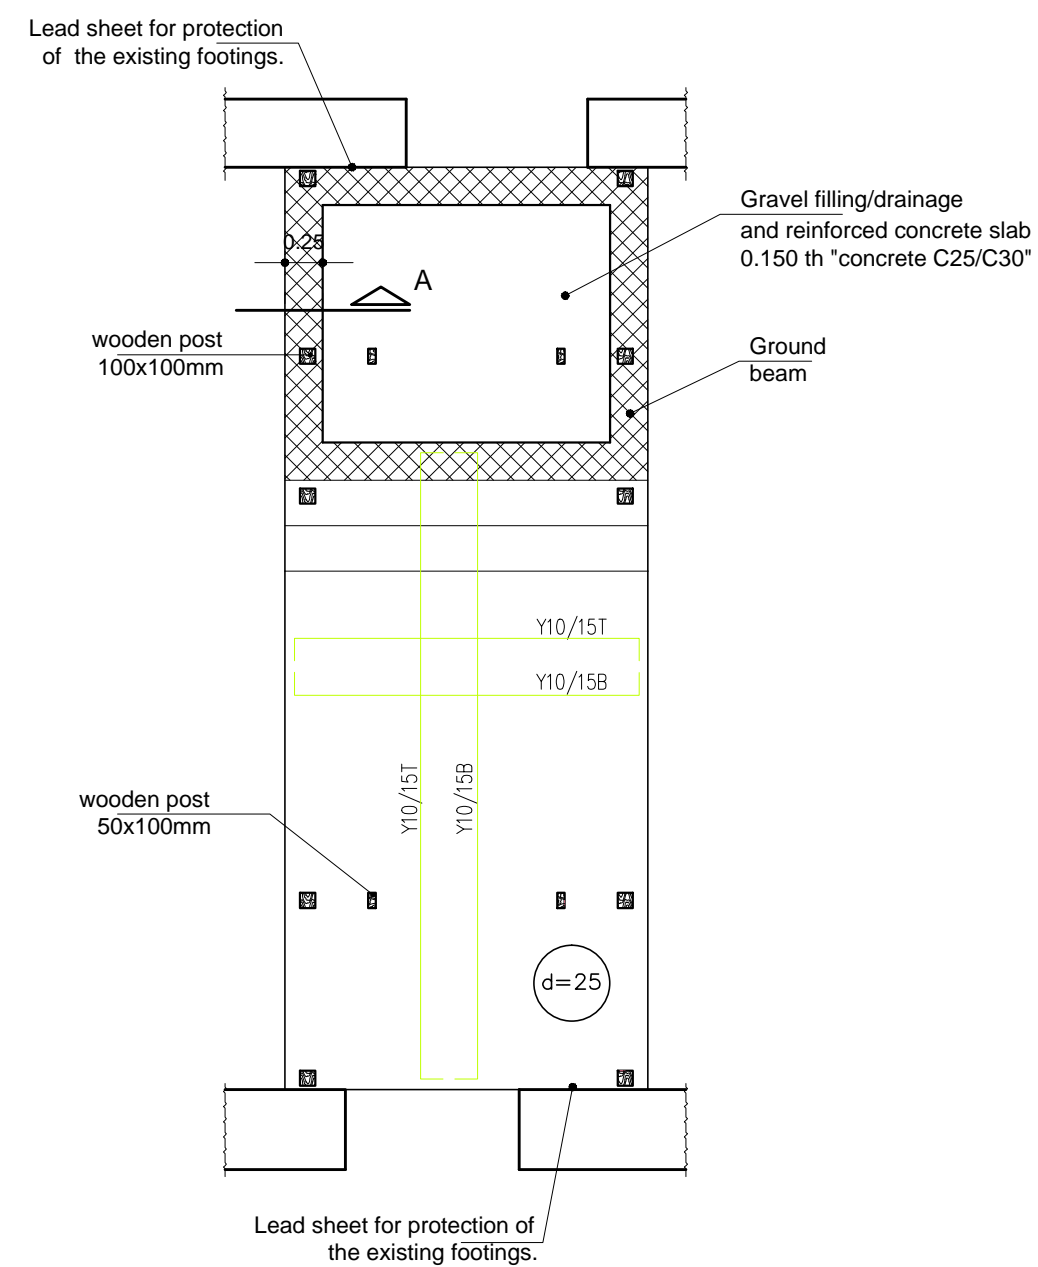 Lead sheet for protection
of the existing footings.
Gravel filling/drainage
and reinforced concrete slab
0.150 th "concrete C25/C30"
0.25
A
wooden post
100x100mm
Ground
beam
Y10/15T
Y10/15B
Y10/15T
Y10/15B
wooden post
50x100mm
d=25
Lead sheet for protection of
the existing footings.